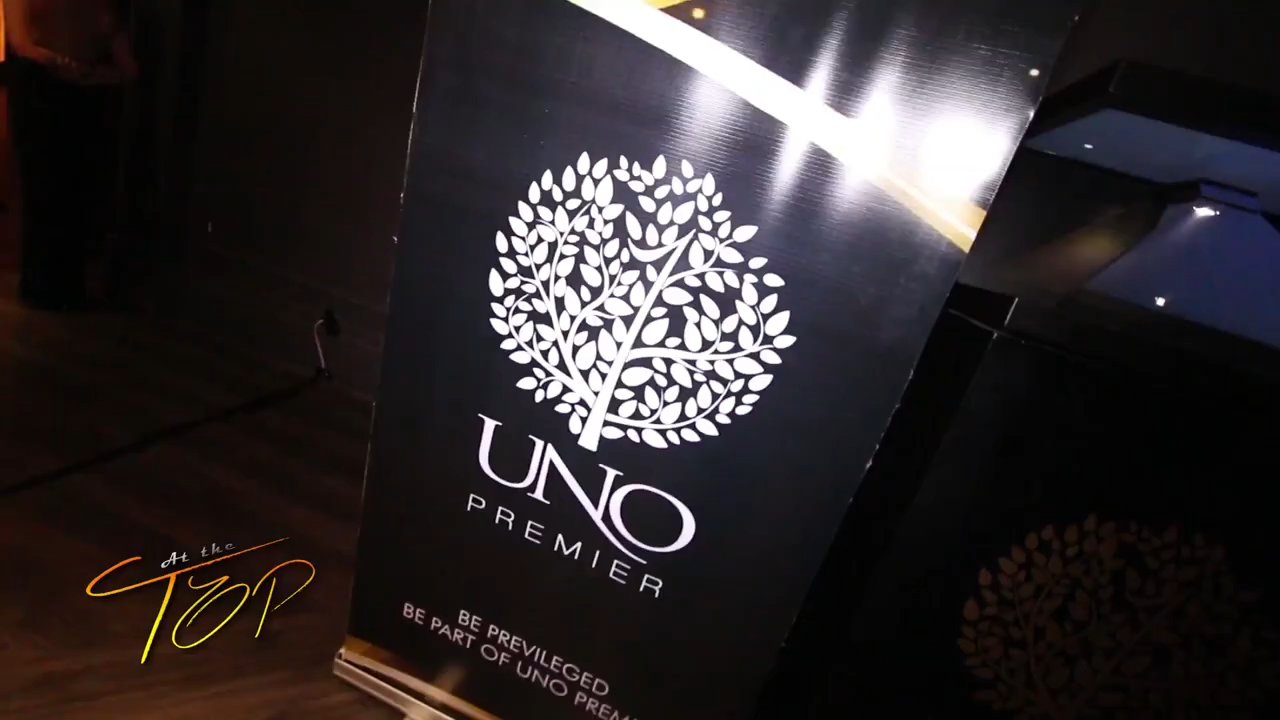 UNO
PREMIER
BE PREVILEGED
BE PART OF UNO
At the
TOP